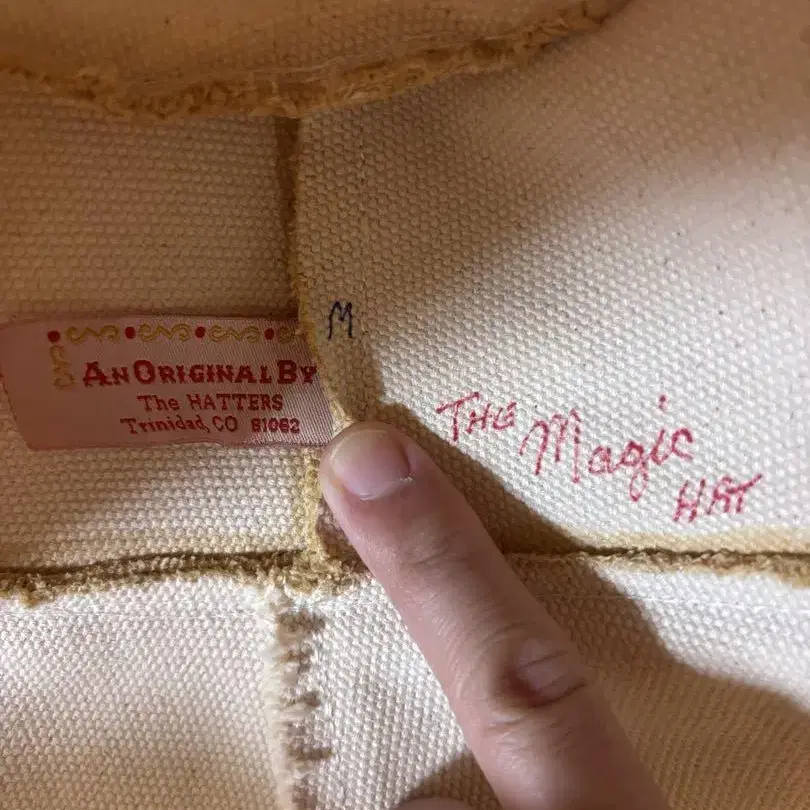 An Original By
The HATTERS
Trinidad, CO 81082
M
THE Magic
HAT